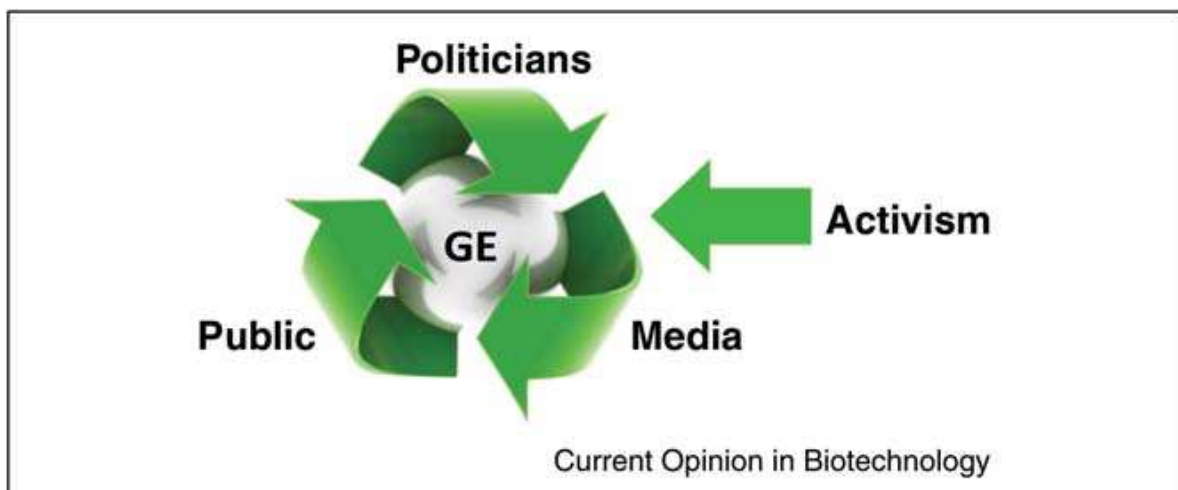 Politicians
GE
Activism
Public
Media
Current Opinion in Biotechnology